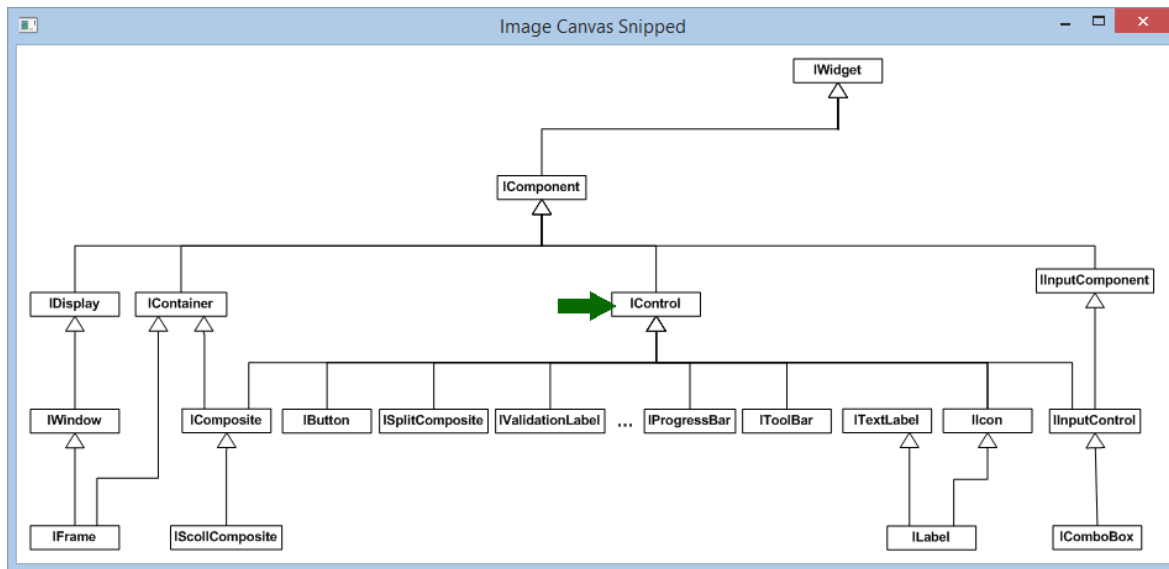 Image Canvas Snipped
IWidget
IComponent
IDisplay
IContainer
IControl
IInputComponent
IWindow
IComposite
IButton
ISplitComposite
IValidationLabel
...
IProgressBar
IToolBar
ITextLabel
IIcon
IInputControl
IFrame
IScollComposite
ILabel
IComboBox